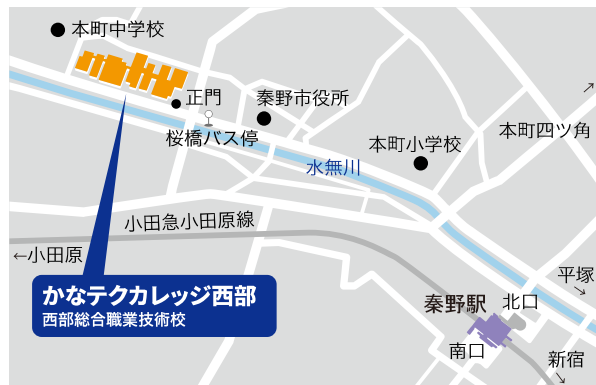 本町中学校
正門
秦野市役所
桜橋バス停
本町四ツ角
本町小学校
水無川
小田急小田原線
←小田原
かなテクカレッジ西部
西部総合職業技術校
平塚
秦野駅
北口
南口
新宿